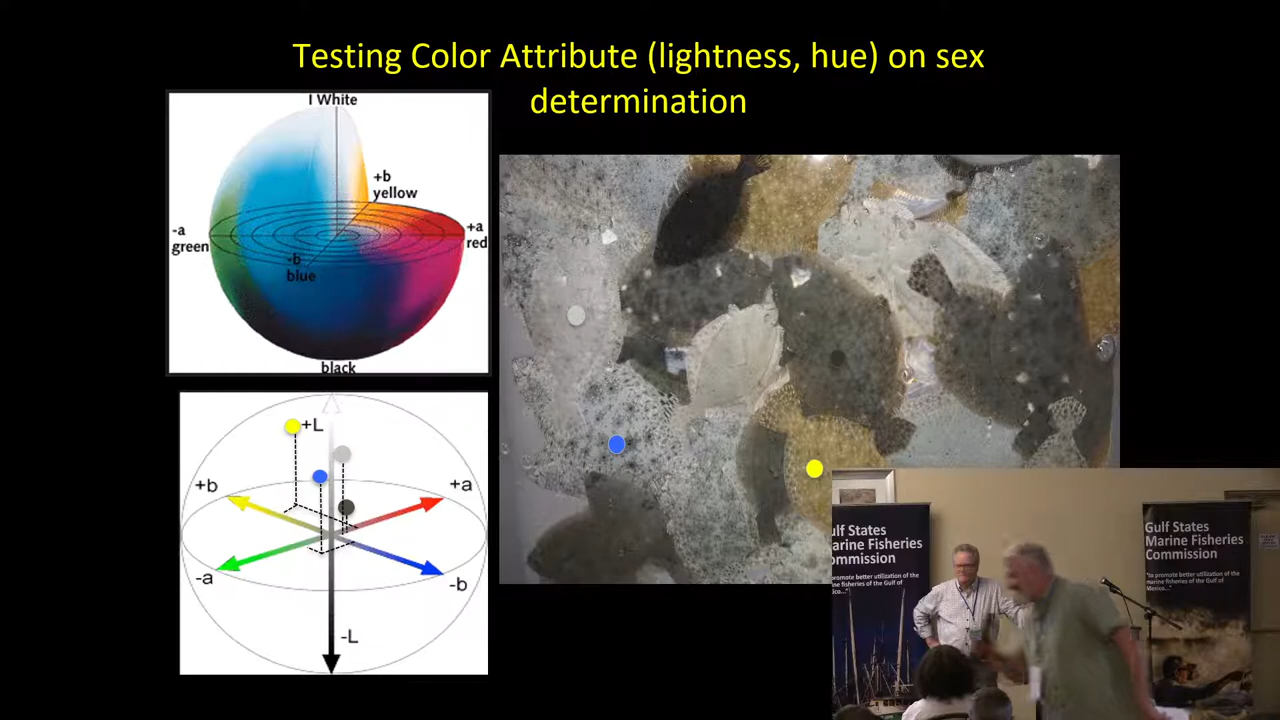 Testing Color Attribute (lightness, hue) on sex
determination
l White
+b
yellow
-a
green
+a
red
-b
blue
black
+L
+b
+a
-a
-b
-L
Gulf States
Marine Fisheries
Commission
"to promote better utilization of the
marine fisheries of the Gulf of
Mexico..."
Gulf States
Marine Fisheries
Commission
"to promote better utilization of the
marine fisheries of the Gulf of
Mexico..."